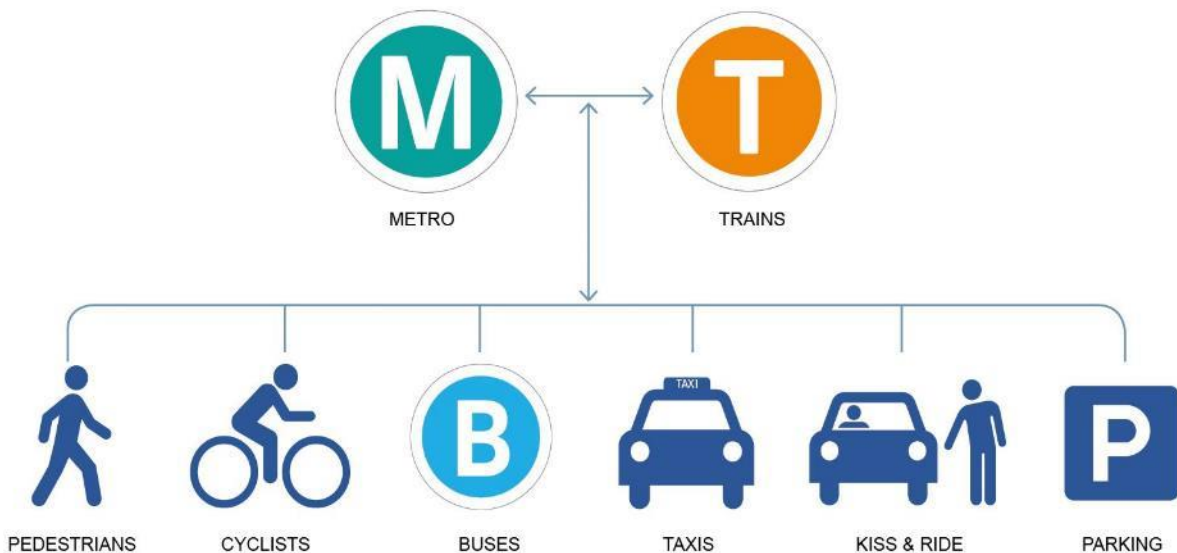 M
T
METRO
TRAINS
TAXI
B
P
PEDESTRIANS
CYCLISTS
BUSES
TAXIS
KISS & RIDE
PARKING